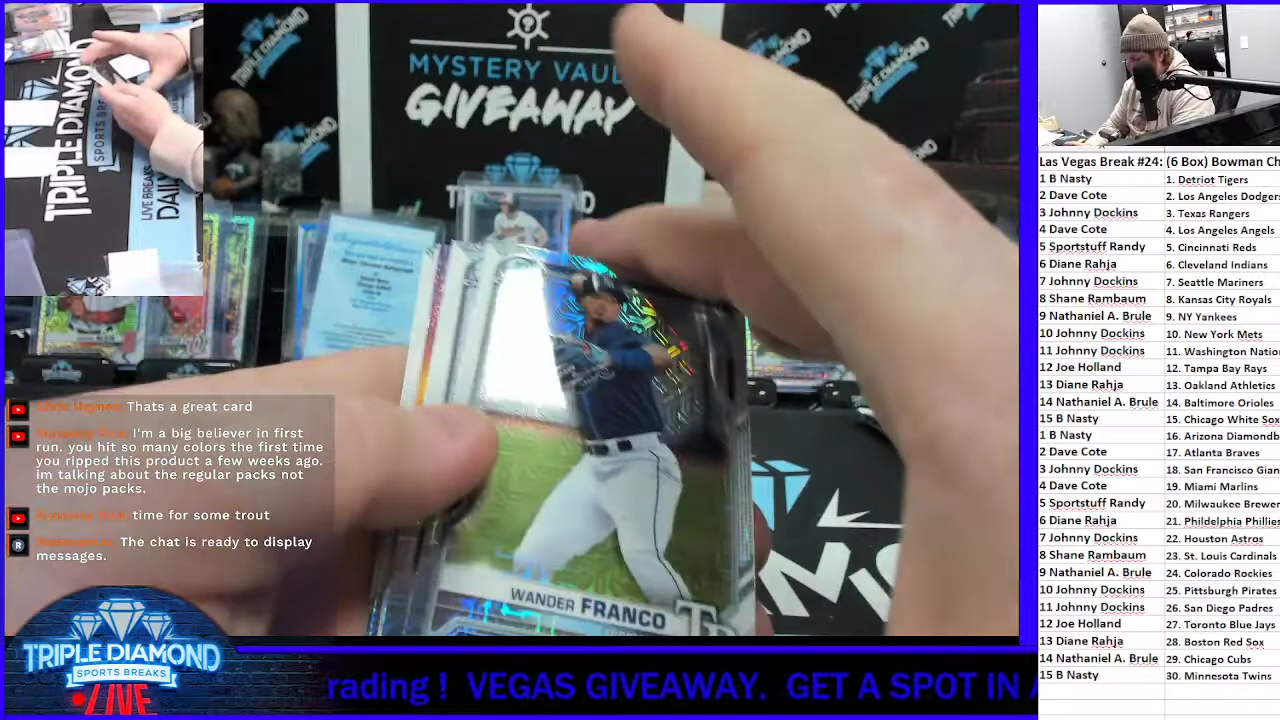 TRIPLE DIAMOND
SPORTS BREAKS
LIVE BREAKS
DAILY
TRIPLE DIAMOND
MYSTERY VAULT
GIVEAWAY
WANDER FRANCO
Thats a great card
I'm a big believer in first
run. you hit so many colors the first time
you ripped this product a few weeks ago.
im talking about the regular packs not
the mojo packs.
time for some trout
The chat is ready to display
messages.
TRIPLE DIAMOND
SPORTS BREAKS
LIVE
rading! VEGAS GIVEAWAY. GET A SPO
Las Vegas Break #24: (6 Box) Bowman Ch
1 B Nasty 1. Detriot Tigers
2 Dave Cote 2. Los Angeles Dodger
3 Johnny Dockins 3. Texas Rangers
4 Dave Cote 4. Los Angels Angels
5 Sportstuff Randy 5. Cincinnati Reds
6 Diane Rahja 6. Cleveland Indians
7 Johnny Dockins 7. Seattle Mariners
8 Shane Rambaum 8. Kansas City Royals
9 Nathaniel A. Brule 9. NY Yankees
10 Johnny Dockins 10. New York Mets
11 Johnny Dockins 11. Washington Natio
12 Joe Holland 12. Tampa Bay Rays
13 Diane Rahja 13. Oakland Athletics
14 Nathaniel A. Brule 14. Baltimore Orioles
15 B Nasty 15. Chicago White So
1 B Nasty 16. Arizona Diamondb
2 Dave Cote 17. Atlanta Braves
3 Johnny Dockins 18. San Francisco Gian
4 Dave Cote 19. Miami Marlins
5 Sportstuff Randy 20. Milwaukee Brewer
6 Diane Rahja 21. Phildelphia Phillie
7 Johnny Dockins 22. Houston Astros
8 Shane Rambaum 23. St. Louis Cardinals
9 Nathaniel A. Brule 24. Colorado Rockies
10 Johnny Dockins 25. Pittsburgh Pirates
11 Johnny Dockins 26. San Diego Padres
12 Joe Holland 27. Toronto Blue Jays
13 Diane Rahja 28. Boston Red Sox
14 Nathaniel A. Brule 29. Chicago Cubs
15 B Nasty 30. Minneseta Twins